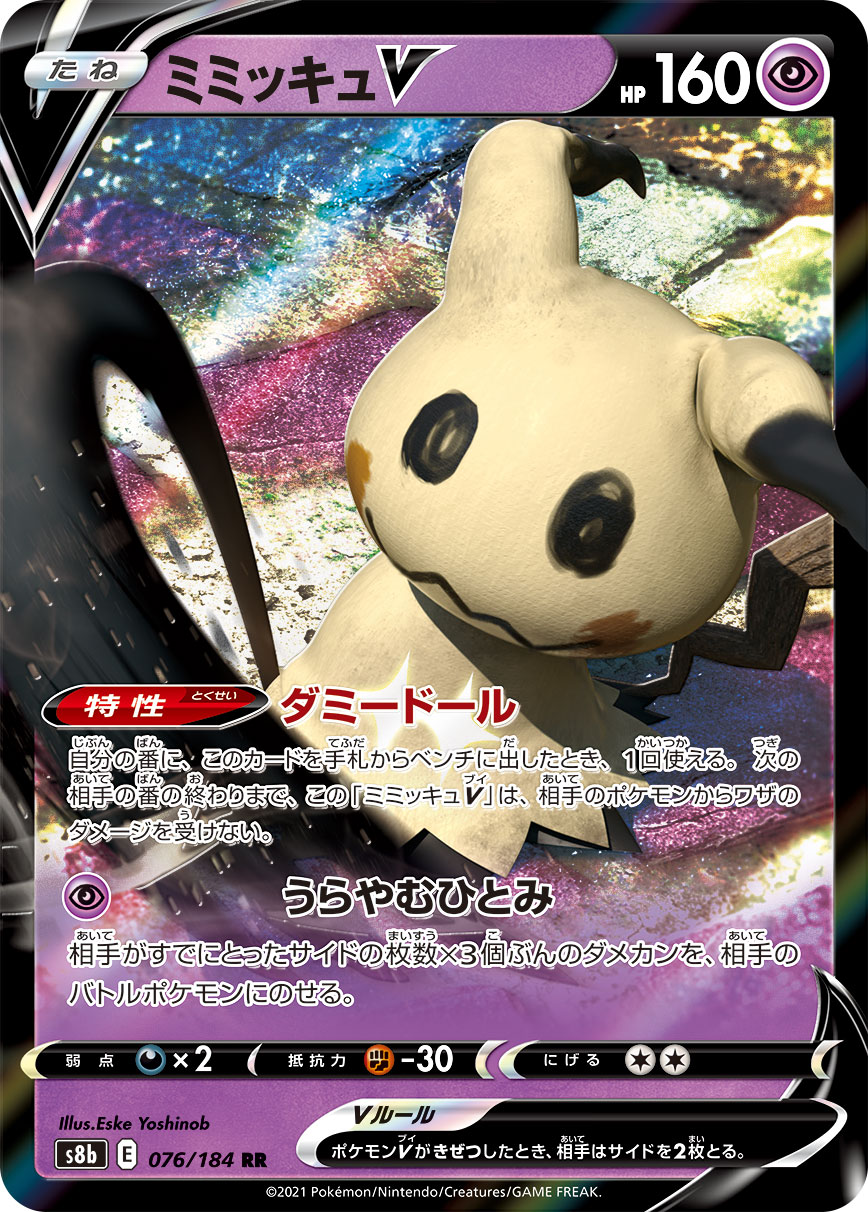 たね ミミッキュV HP 160
特性 とくせい ダミードール
自分の番に、このカードを手札からベンチに出したとき、1回使える。次の
相手の番の終わりまで、この「ミミッキュV」は、相手のポケモンからワザの
ダメージを受けない。
うらやむひとみ
相手がすでにとったサイドの枚数×3個ぶんのダメカンを、相手の
バトルポケモンにのせる。
弱点 ×2 抵抗力 -30 にげる
Illus.Eske Yoshinob
Vルール
ポケモンVがきぜつしたとき、相手はサイドを2枚とる。
s8b E 076/184 RR
©2021 Pokémon/Nintendo/Creatures/GAME FREAK.